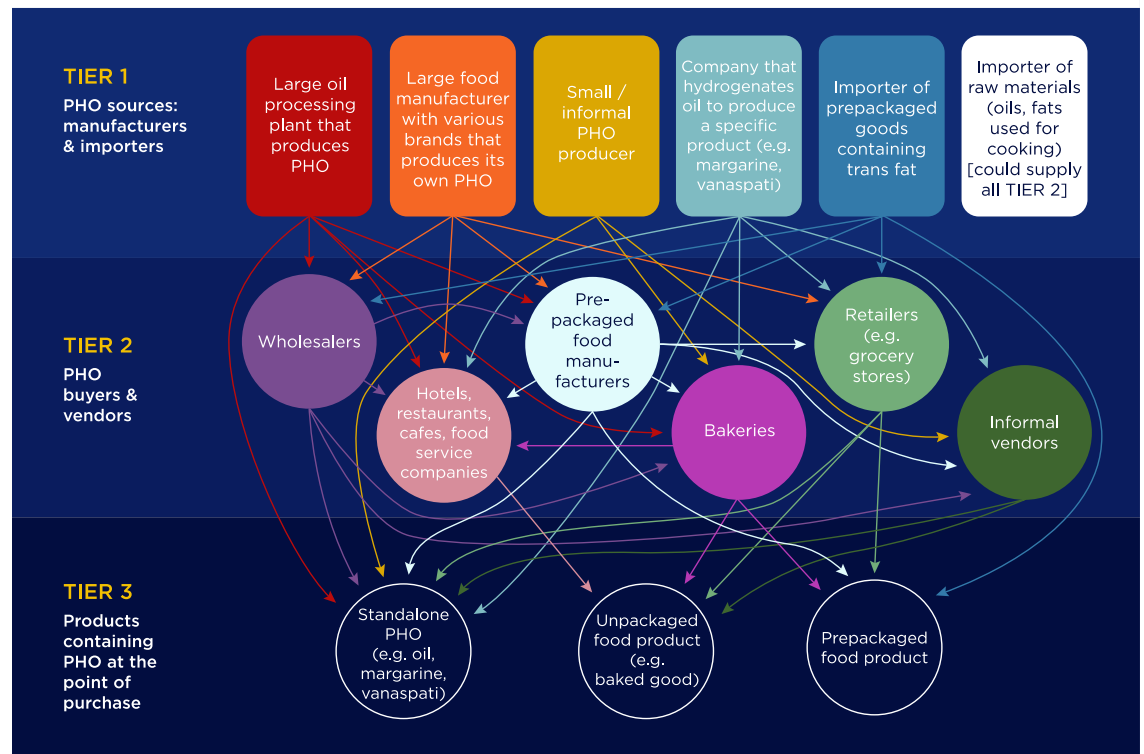 TIER 1
PHO sources:
manufacturers
& importers
Large oil
processing
plant that
produces
PHO
Large food
manufacturer
with various
brands that
produces its
own PHO
Small /
informal
PHO
producer
Company that
hydrogenates
oil to produce
a specific
product (e.g.
margarine,
vanaspati)
Importer of
prepackaged
goods
containing
trans fat
Importer of
raw materials
(oils, fats
used for
cooking)
[could supply
all TIER 2]
TIER 2
PHO
buyers &
vendors
Wholesalers
Hotels,
restaurants,
cafes, food
service
companies
Pre-
packaged
food
manu-
facturers
Bakeries
Retailers
(e.g.
grocery
stores)
Informal
vendors
TIER 3
Products
containing
PHO at the
point of
purchase
Standalone
PHO
(e.g. oil,
margarine,
vanaspati)
Unpackaged
food product
(e.g.
baked good)
Prepackaged
food product